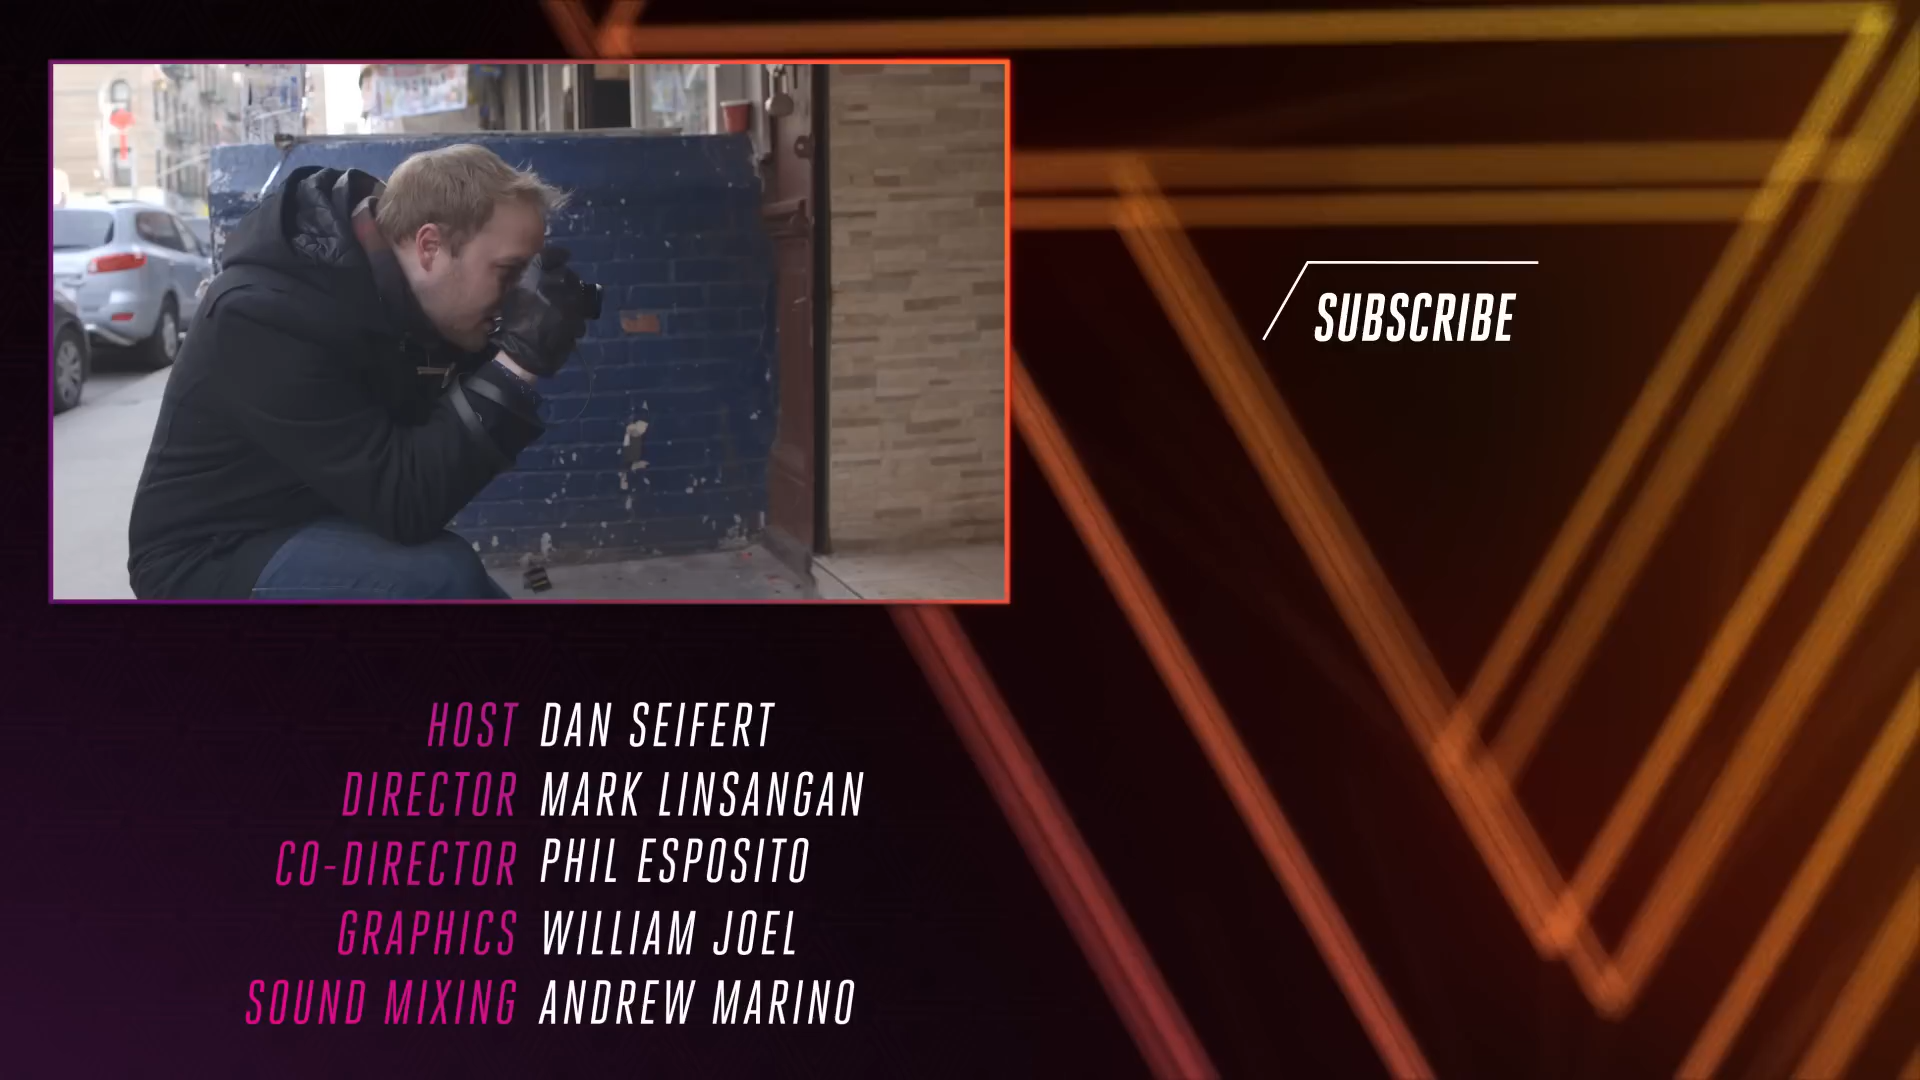 SUBSCRIBE
HOST DAN SEIFERT
DIRECTOR MARK LINSANGAN
CO-DIRECTOR PHIL ESPOSITO
GRAPHICS WILLIAM JOEL
SOUND MIXING ANDREW MARINO